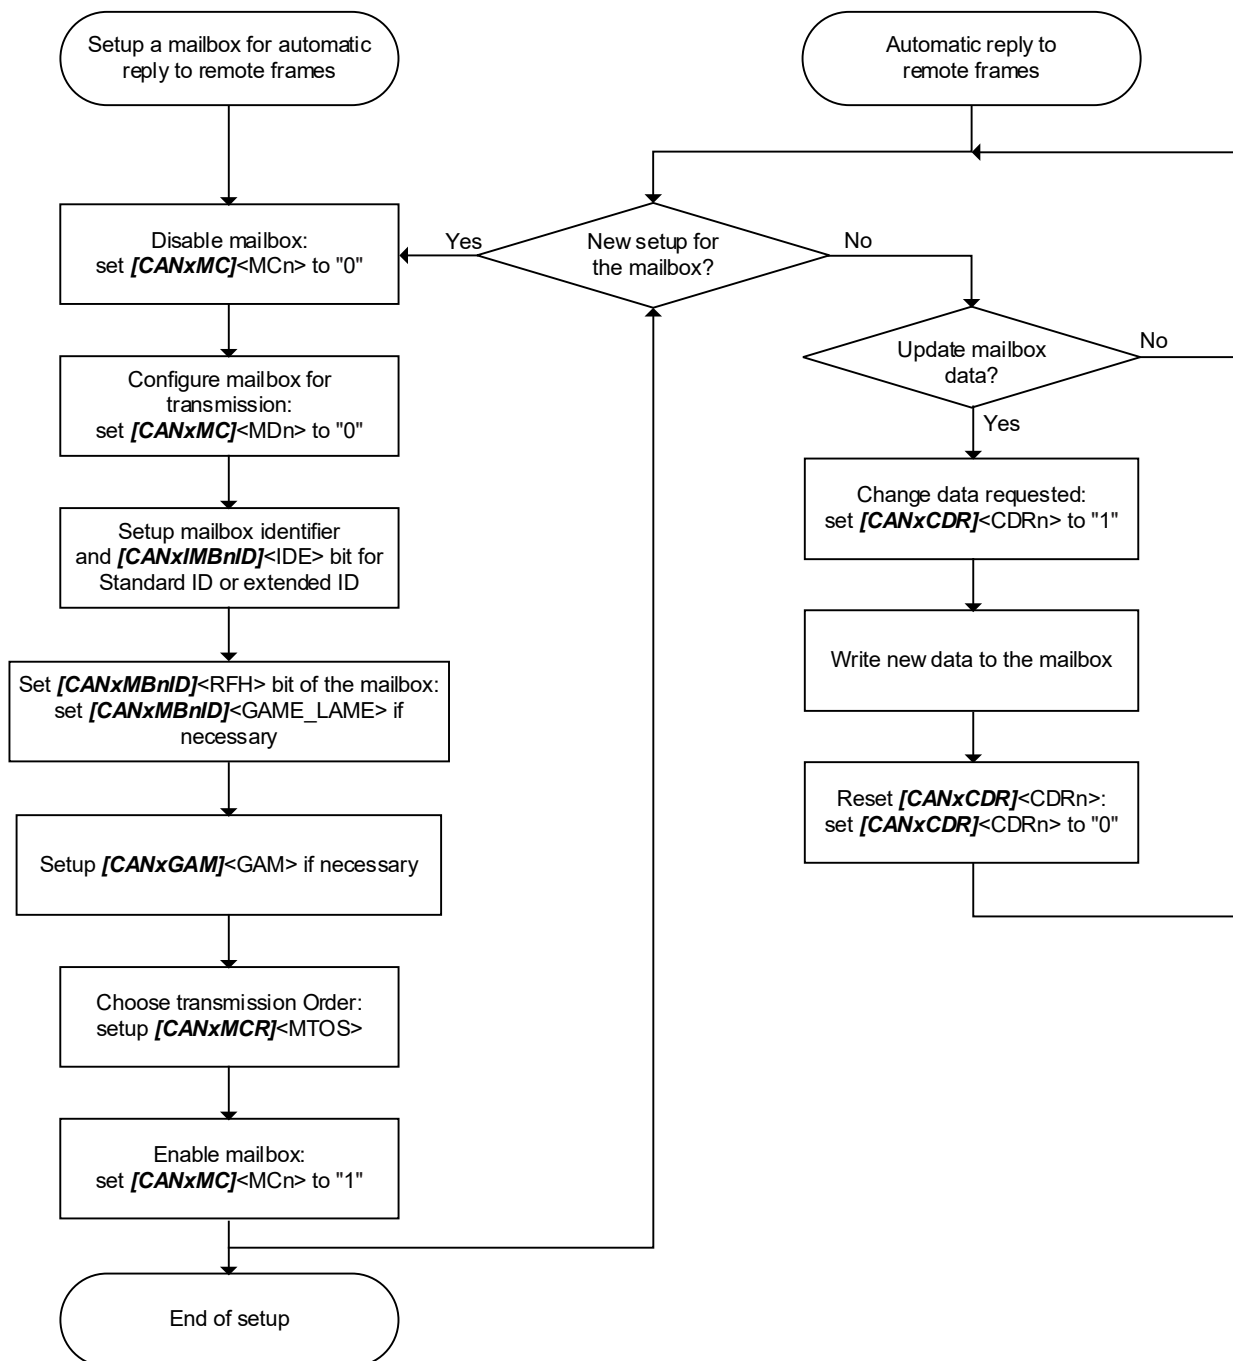 Setup a mailbox for automatic
reply to remote frames
Disable mailbox:
set [CANxMC]<MCn> to "0"
Configure mailbox for
transmission:
set [CANxMC]<MDn> to "0"
Setup mailbox identifier
and [CANxIMBnID]<IDE> bit for
Standard ID or extended ID
Set [CANxMBnID]<RFH> bit of the mailbox:
set [CANxMBnID]<GAME_LAME> if
necessary
Setup [CANxGAM]<GAM> if necessary
Choose transmission Order:
setup [CANxMCR]<MTOS>
Enable mailbox:
set [CANxMC]<MCn> to "1"
End of setup
Automatic reply to
remote frames
Yes
New setup for
the mailbox?
No
Update mailbox
data?
No
Yes
Change data requested:
set [CANxCDR]<CDRn> to "1"
Write new data to the mailbox
Reset [CANxCDR]<CDRn>:
set [CANxCDR]<CDRn> to "0"